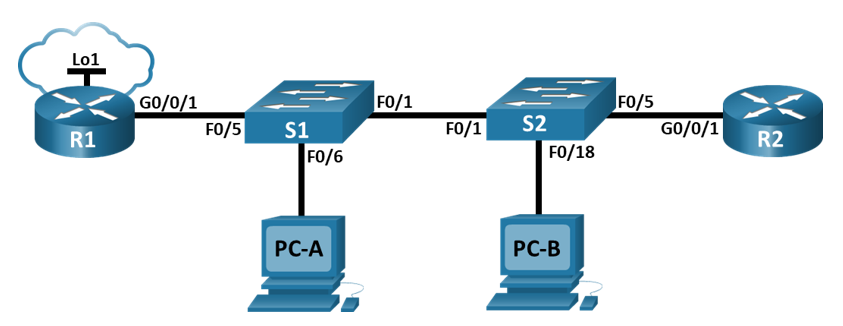 Lo1
R1
G0/0/1
F0/5
S1
F0/1
F0/6
PC-A
F0/1
S2
F0/5
F0/18
PC-B
G0/0/1
R2